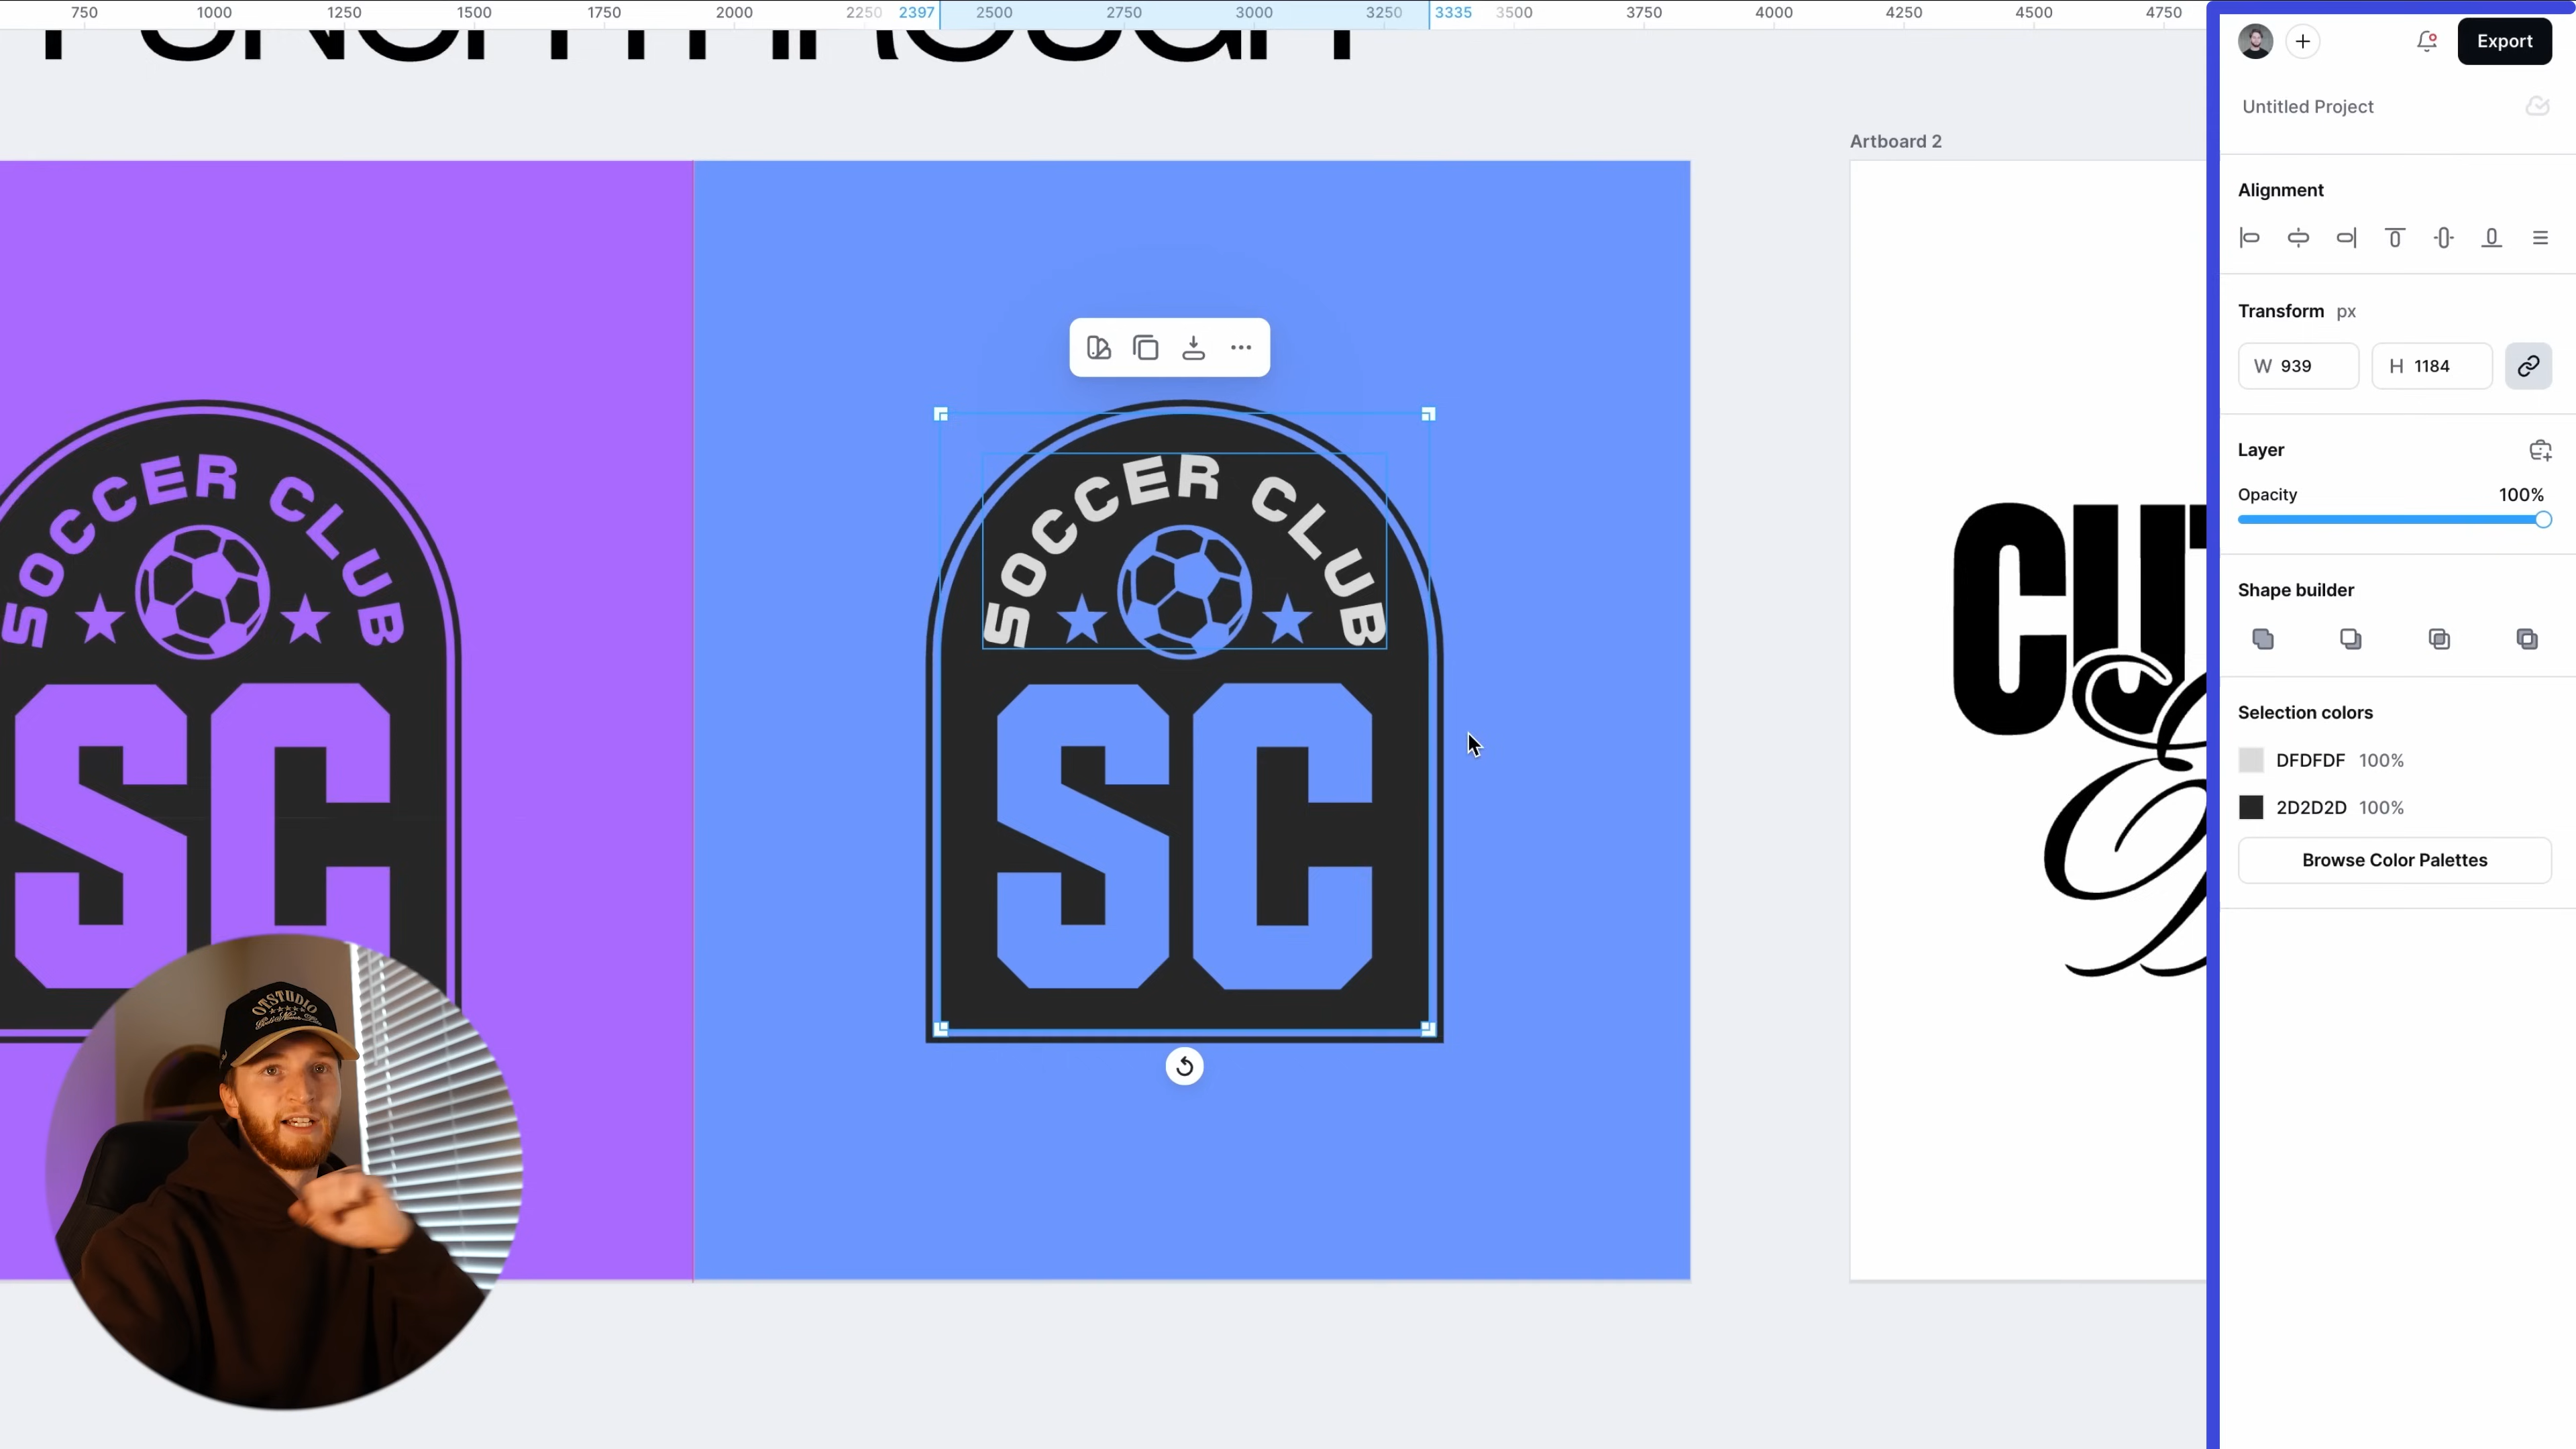 750 1000 1250 1500 1750 2000 2250 2397 2500 2750 3000 3250 3335 3500 3750 4000 4250 4500 4750
Export
Untitled Project
Artboard 2
Alignment
Transform px
W 939 H 1184
Layer
Opacity 100%
Shape builder
Selection colors
DFDFDF 100%
2D2D2D 100%
Browse Color Palettes
SOCCER CLUB
SC
SOCCER CLUB
SC
OTSTUDIO